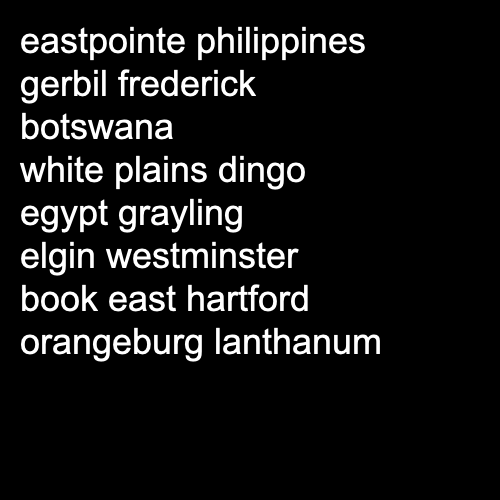 eastpointe philippines
gerbil frederick
botswana
white plains dingo
egypt grayling
elgin westminster
book east hartford
orangeburg lanthanum